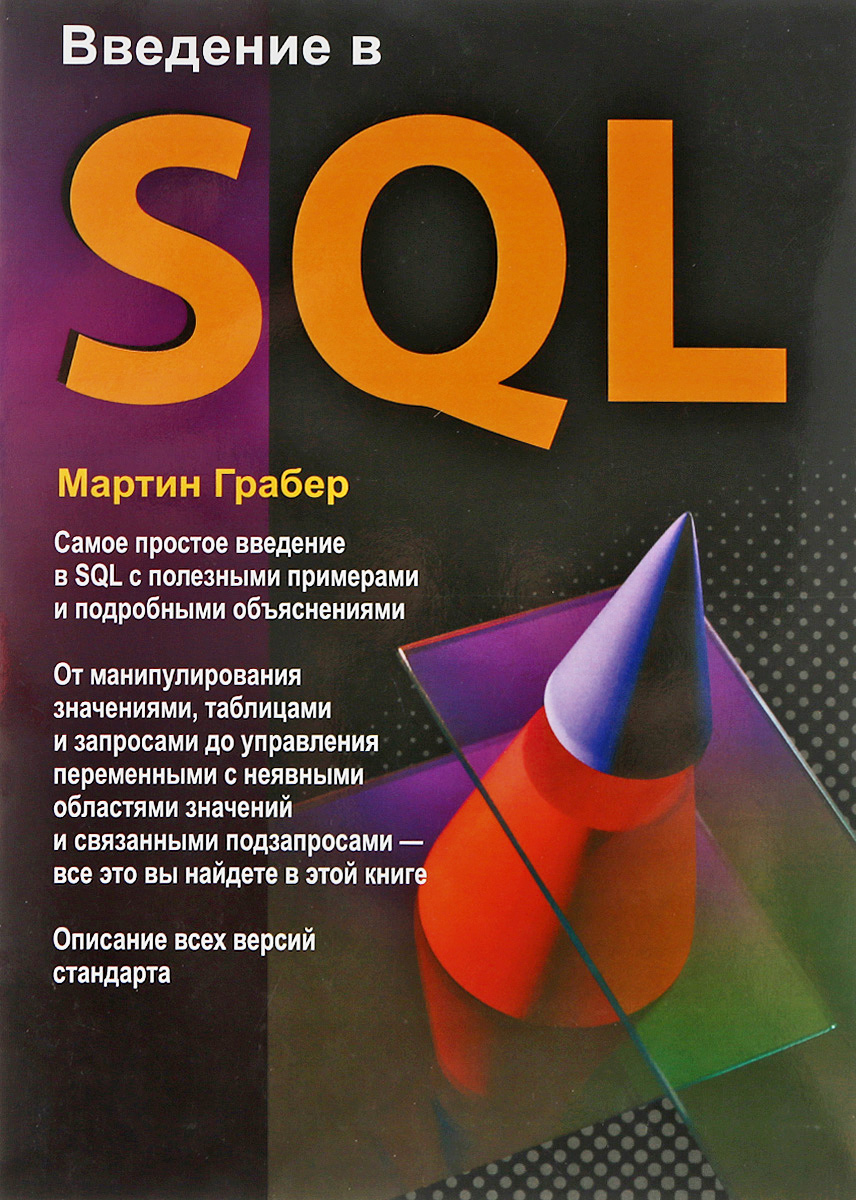 Введение в
SQL
Мартин Грабер
Самое простое введение
в SQL с полезными примерами
и подробными объяснениями
От манипулирования
значениями, таблицами
и запросами до управления
переменными с неявными
областями значений
и связанными подзапросами —
все это вы найдете в этой книге
Описание всех версий
стандарта